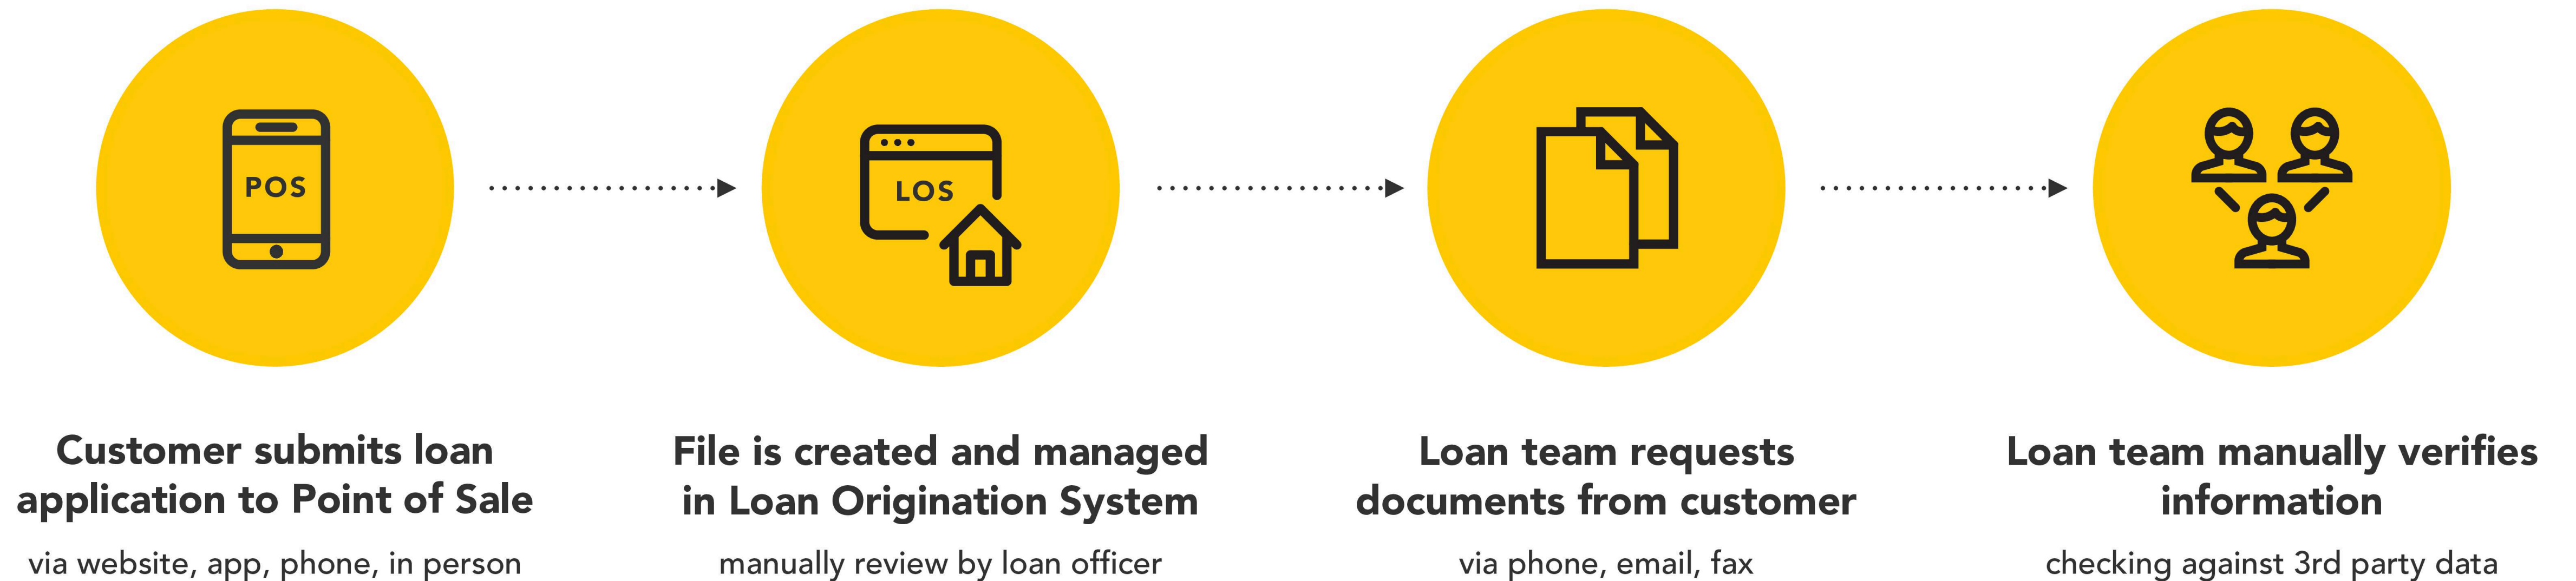 POS
Customer submits loan
application to Point of Sale
via website, app, phone, in person
LOS
File is created and managed
in Loan Origination System
manually review by loan officer
Loan team requests
documents from customer
via phone, email, fax
Loan team manually verifies
information
checking against 3rd party data